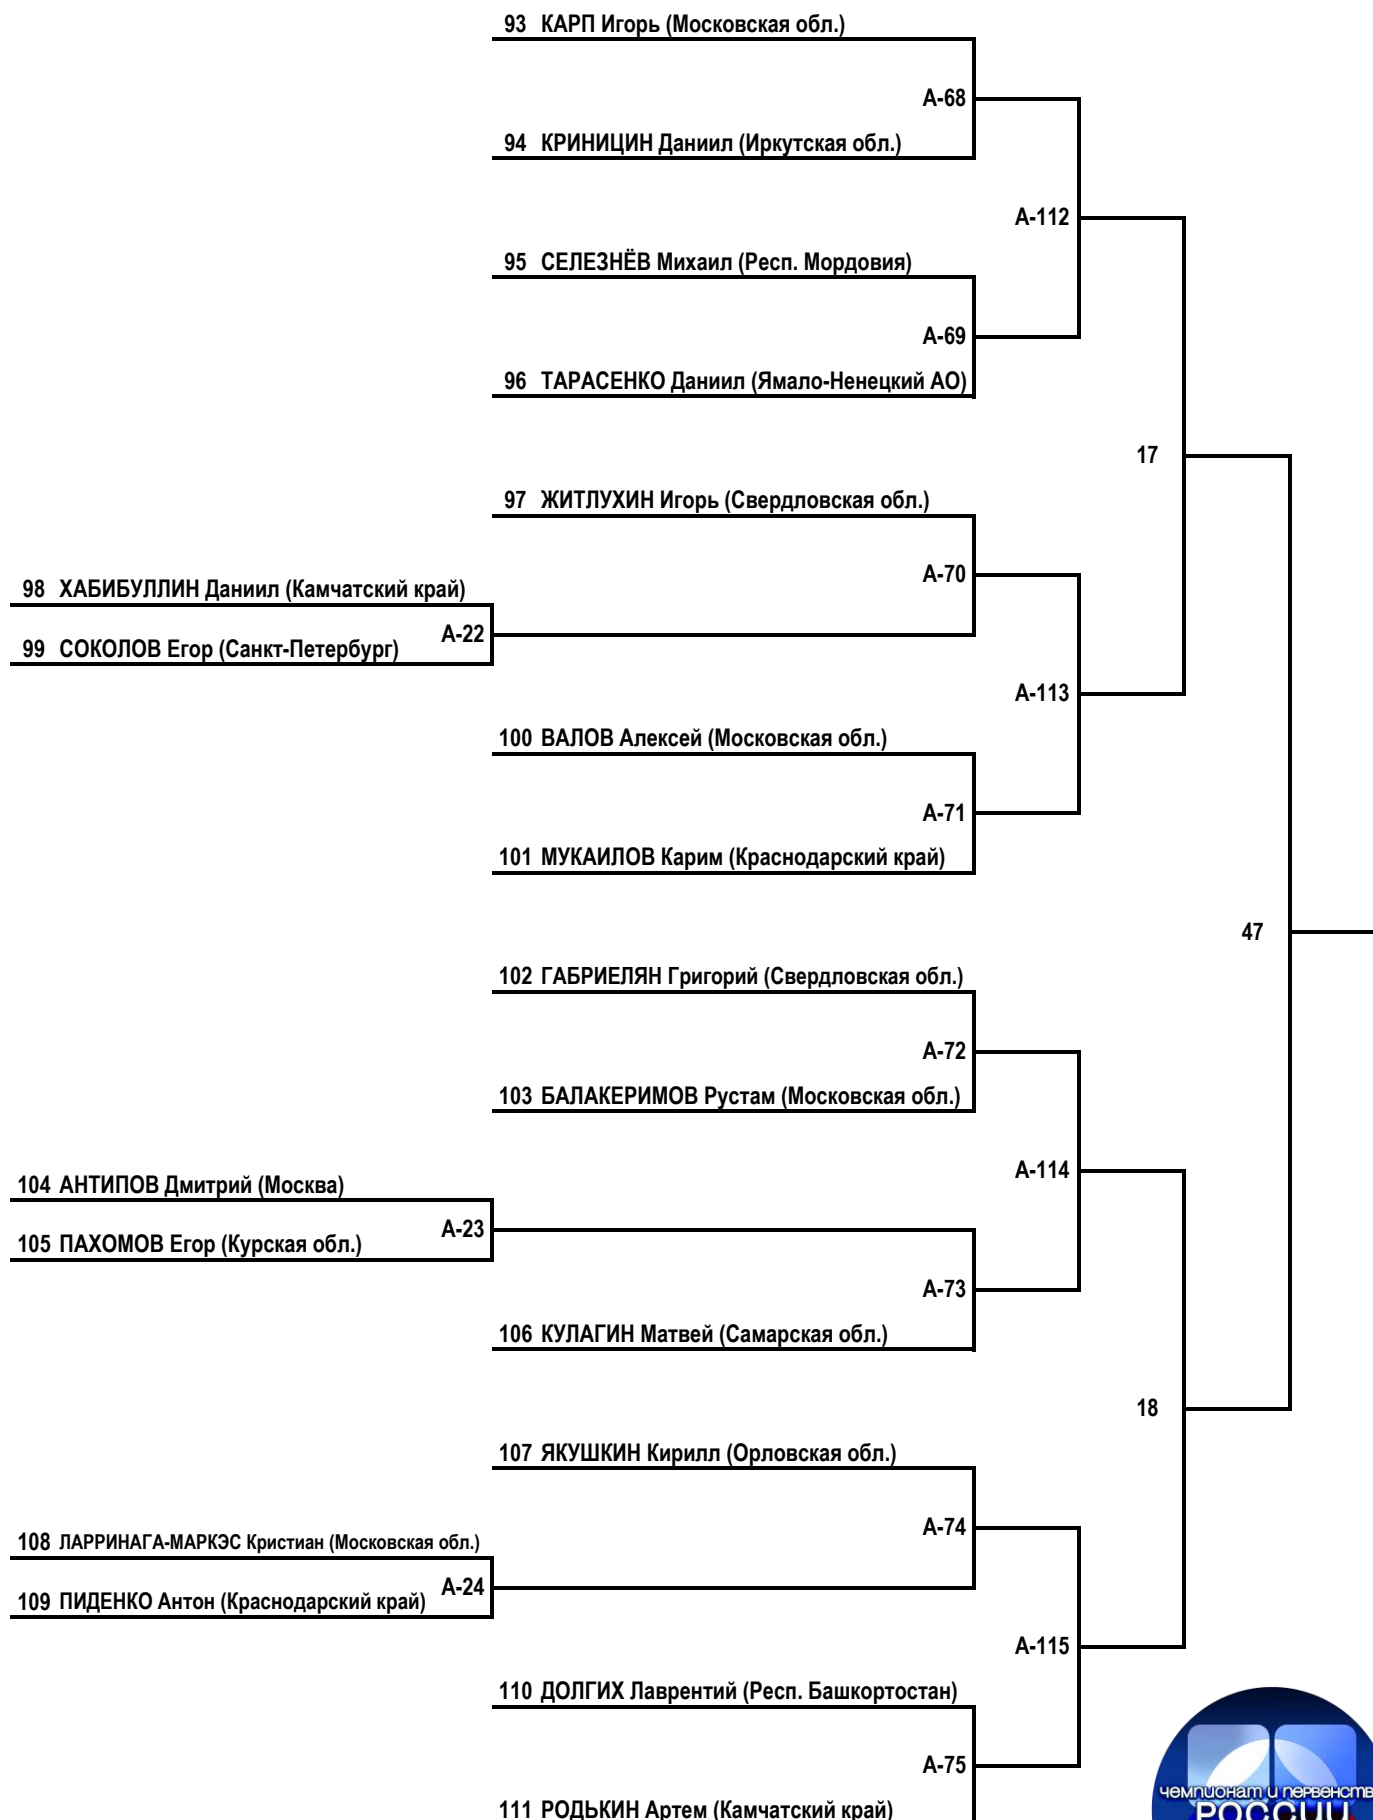 93 КАРП Игорь (Московская обл.)
А-68
94 КРИНИЦИН Даниил (Иркутская обл.)
А-112
95 СЕЛЕЗНЁВ Михаил (Респ. Мордовия)
А-69
96 ТАРАСЕНКО Даниил (Ямало-Ненецкий АО)
17
97 ЖИТЛУХИН Игорь (Свердловская обл.)
А-70
98 ХАБИБУЛЛИН Даниил (Камчатский край)
А-22
99 СОКОЛОВ Егор (Санкт-Петербург)
А-113
100 ВАЛОВ Алексей (Московская обл.)
А-71
101 МУКАИЛОВ Карим (Краснодарский край)
47
102 ГАБРИЕЛЯН Григорий (Свердловская обл.)
А-72
103 БАЛАКЕРИМОВ Рустам (Московская обл.)
А-114
104 АНТИПОВ Дмитрий (Москва)
А-23
105 ПАХОМОВ Егор (Курская обл.)
А-73
106 КУЛАГИН Матвей (Самарская обл.)
18
107 ЯКУШКИН Кирилл (Орловская обл.)
А-74
108 ЛАРРИНАГА-МАРКЭС Кристиан (Московская обл.)
А-24
109 ПИДЕНКО Антон (Краснодарский край)
А-115
110 ДОЛГИХ Лаврентий (Респ. Башкортостан)
А-75
чемпионат и первенств
111 РОДЬКИН Артем (Камчатский край)
РОССИИ